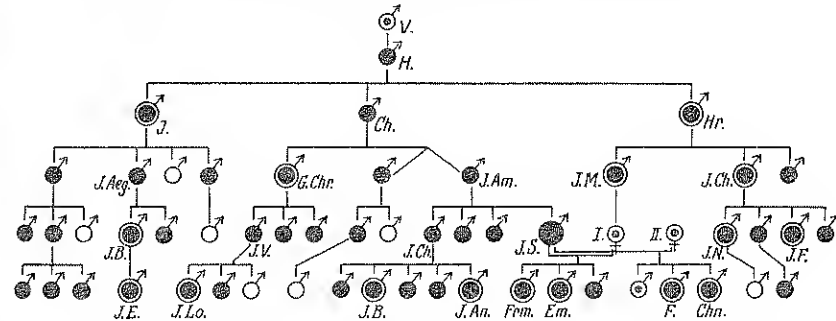 V.
H.
J. Ch. Hr.
J.Aeg. G.Chr. J.Am. J.M. J.Ch.
J.B. J.V. J.Ch. J.S. I. II. J.N. J.F.
J.E. J.Lo. J.B. J.An. Frm. Em. F. Chn.